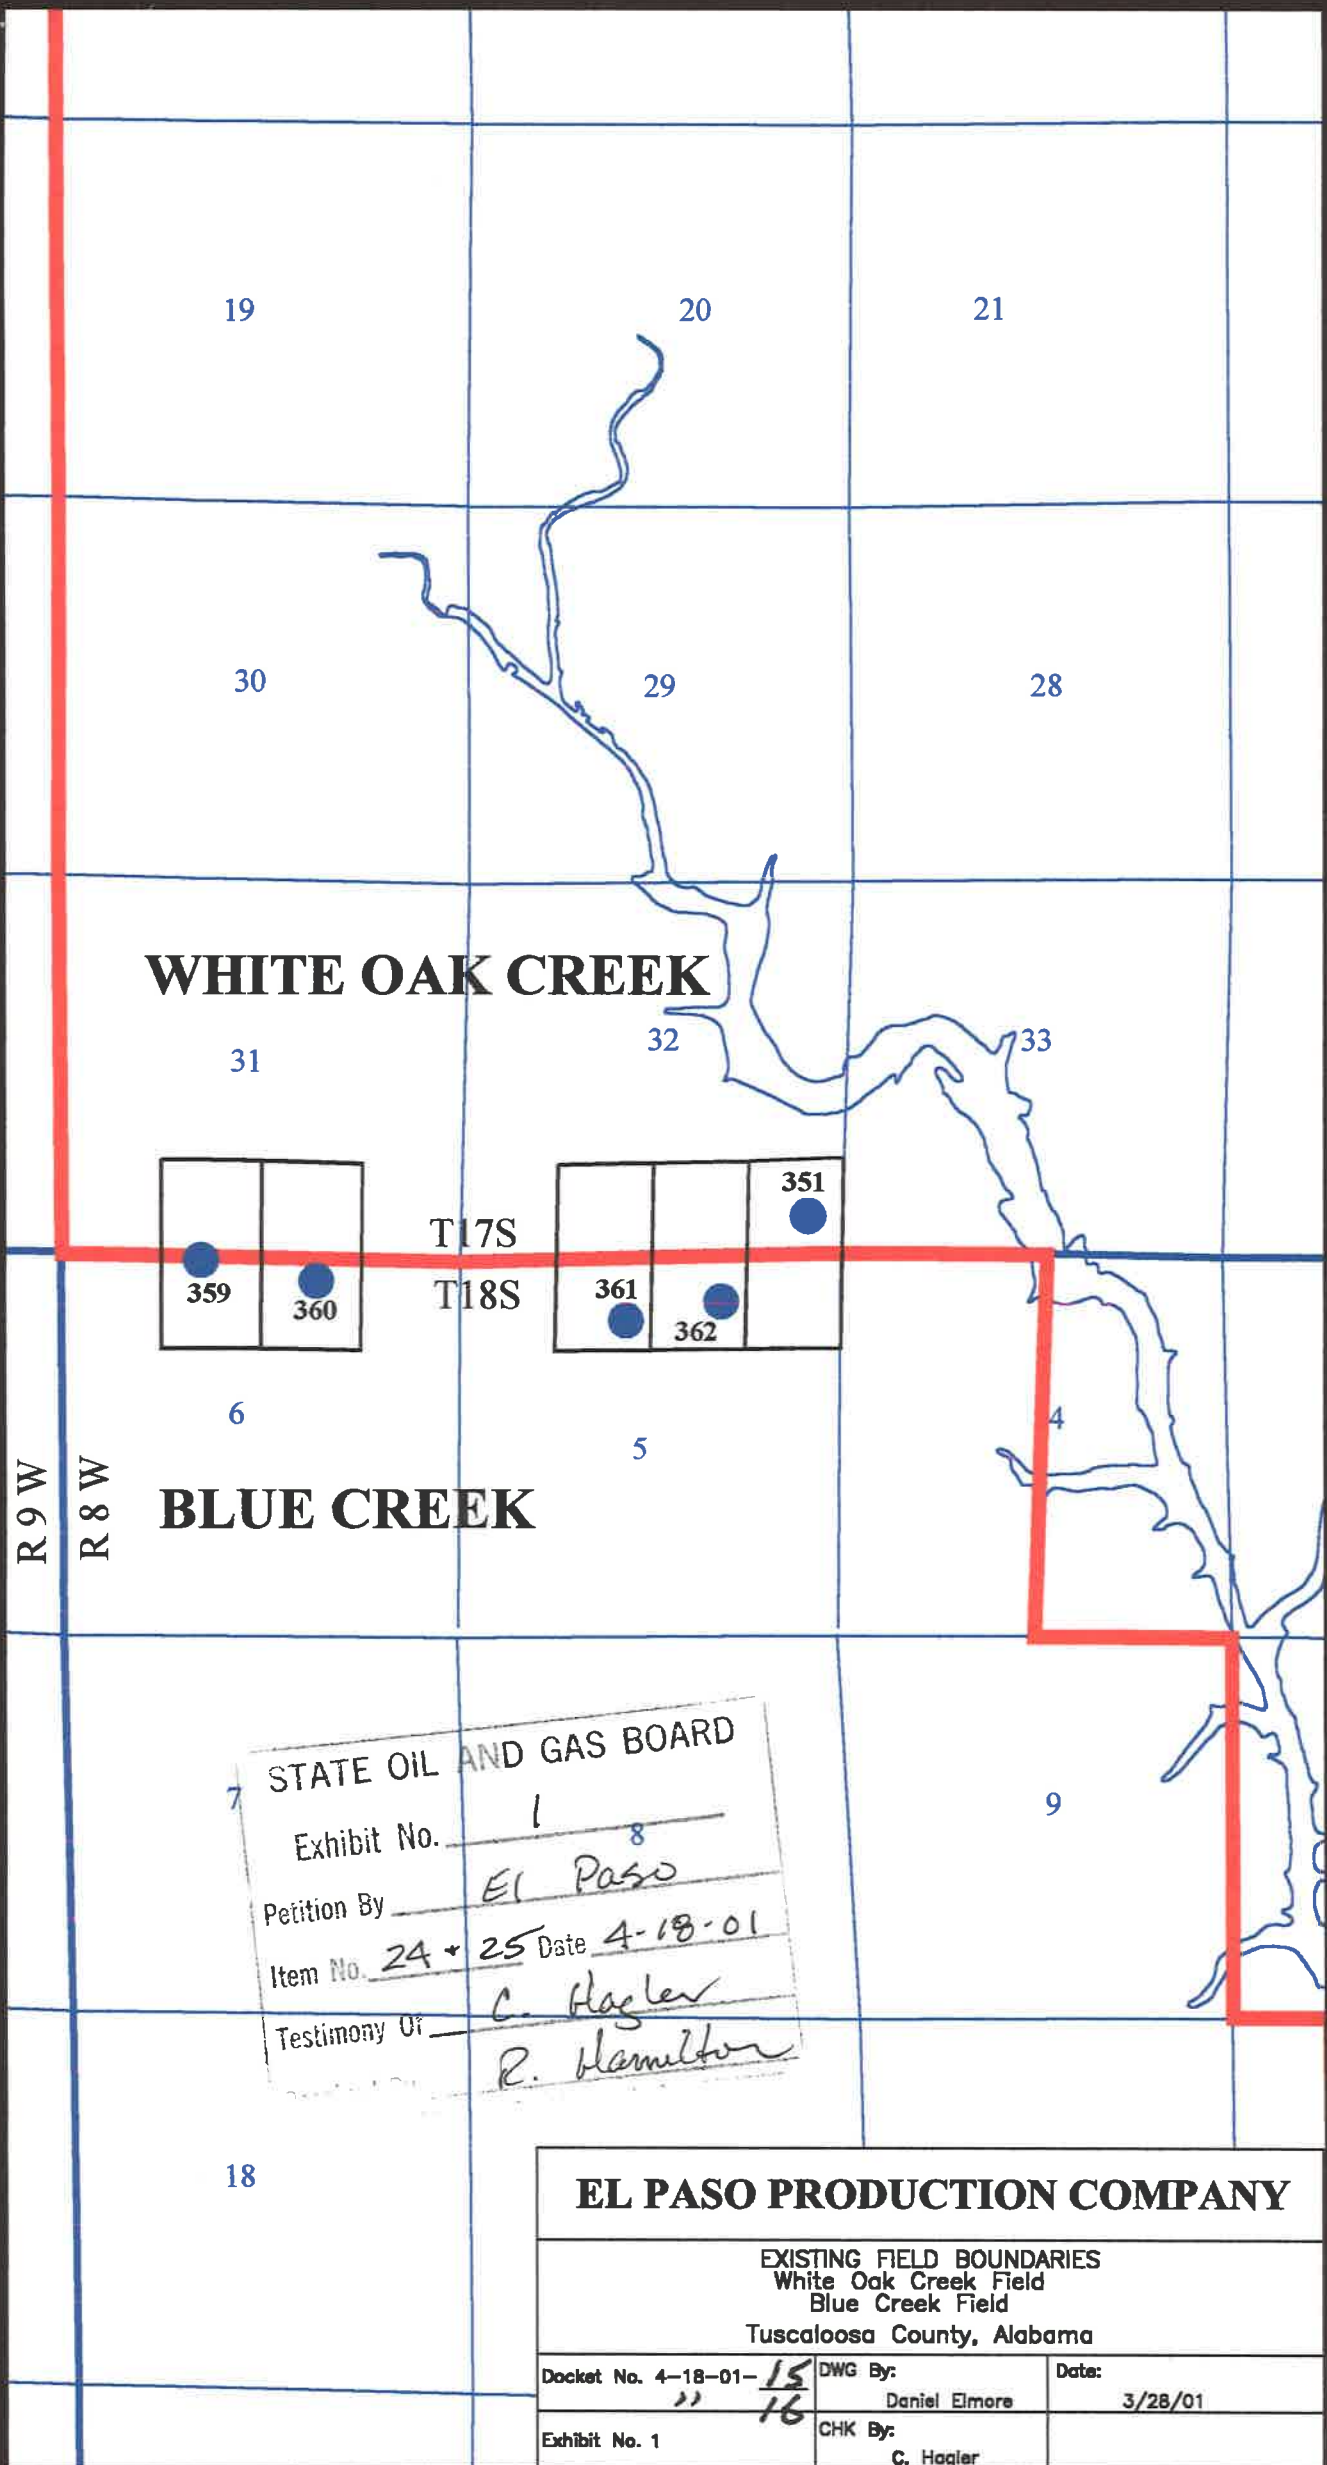 19
20
21
30
29
28
WHITE OAK CREEK
31
32
33
351
T17S
T18S
359
360
361
362
6
5
4
R 9 W
R 8 W
BLUE CREEK
7
8
9
STATE OIL AND GAS BOARD
Exhibit No. 1
Petition By El Paso
Item No. 24 + 25 Date 4-18-01
Testimony Of C. Hagler
R. Hamilton
18
EL PASO PRODUCTION COMPANY
EXISTING FIELD BOUNDARIES
White Oak Creek Field
Blue Creek Field
Tuscaloosa County, Alabama
Docket No. 4-18-01-15
" 16
DWG By:
Daniel Elmore
Date:
3/28/01
Exhibit No. 1
CHK By:
C. Hagler